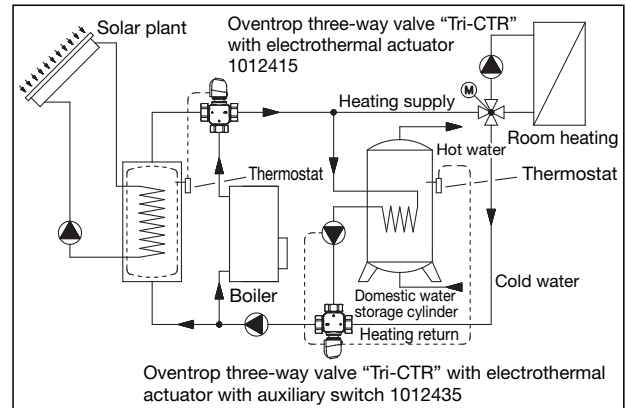 Solar plant
Oventrop three-way valve “Tri-CTR”
with electrothermal actuator
1012415
M
Heating supply
Room heating
Hot water
Thermostat
Thermostat
Boiler
Domestic water
storage cylinder
Cold water
Heating return
Oventrop three-way valve “Tri-CTR” with electrothermal
actuator with auxiliary switch 1012435